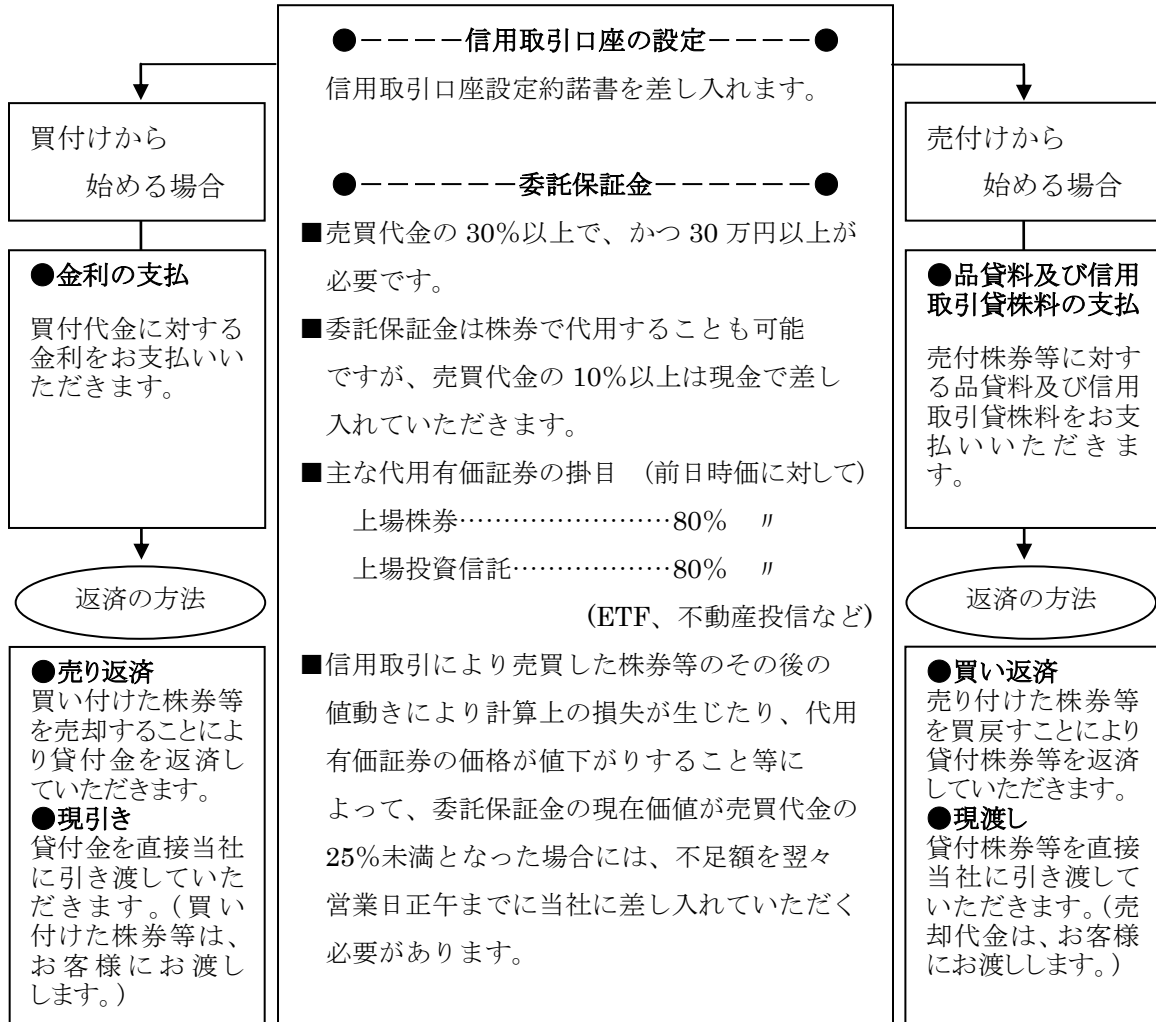 ●－－－－信用取引口座の設定－－－－●
信用取引口座設定約諾書を差し入れます。
●－－－－－－委託保証金－－－－－－●
■売買代金の 30％以上で、かつ 30 万円以上が
必要です。
■委託保証金は株券で代用することも可能
ですが、売買代金の 10％以上は現金で差し
入れていただきます。
■主な代用有価証券の掛目　(前日時価に対して)
上場株券……………………80％　〃
上場投資信託………………80％　〃
(ETF、不動産投信など)
■信用取引により売買した株券等のその後の
値動きにより計算上の損失が生じたり、代用
有価証券の価格が値下がりすること等に
よって、委託保証金の現在価値が売買代金の
25％未満となった場合には、不足額を翌々
営業日正午までに当社に差し入れていただく
必要があります。
買付けから
始める場合
●金利の支払
買付代金に対する
金利をお支払いい
ただきます。
返済の方法
●売り返済
買い付けた株券等
を売却することによ
り貸付金を返済し
ていただきます。
●現引き
貸付金を直接当社
に引き渡していた
だきます。（買い
付けた株券等は、
お客様にお渡し
します。）
売付けから
始める場合
●品貸料及び信用
取引貸株料の支払
売付株券等に対す
る品貸料及び信用
取引貸株料をお支
払いいただきま
す。
返済の方法
●買い返済
売り付けた株券等
を買戻すことにより
貸付株券等を返済
していただきます。
●現渡し
貸付株券等を直接
当社に引き渡して
いただきます。（売
却代金は、お客様
にお渡しします。）